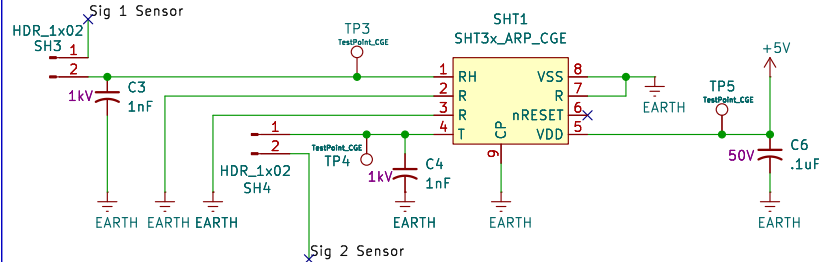 Sig 1 Sensor
HDR_1x02
SH3
1
2
C3
1kV
1nF
TP3
TestPoint_CGE
SHT1
SHT3x_ARP_CGE
1 RH VSS 8
2 R R 7
3 R nRESET 6
4 T VDD 5
CP
9
EARTH
+5V
TP5
TestPoint_CGE
C6
50V
.1uF
1
2
HDR_1x02
SH4
TestPoint_CGE
TP4
C4
1kV
1nF
EARTH EARTH EARTH EARTH EARTH EARTH
Sig 2 Sensor